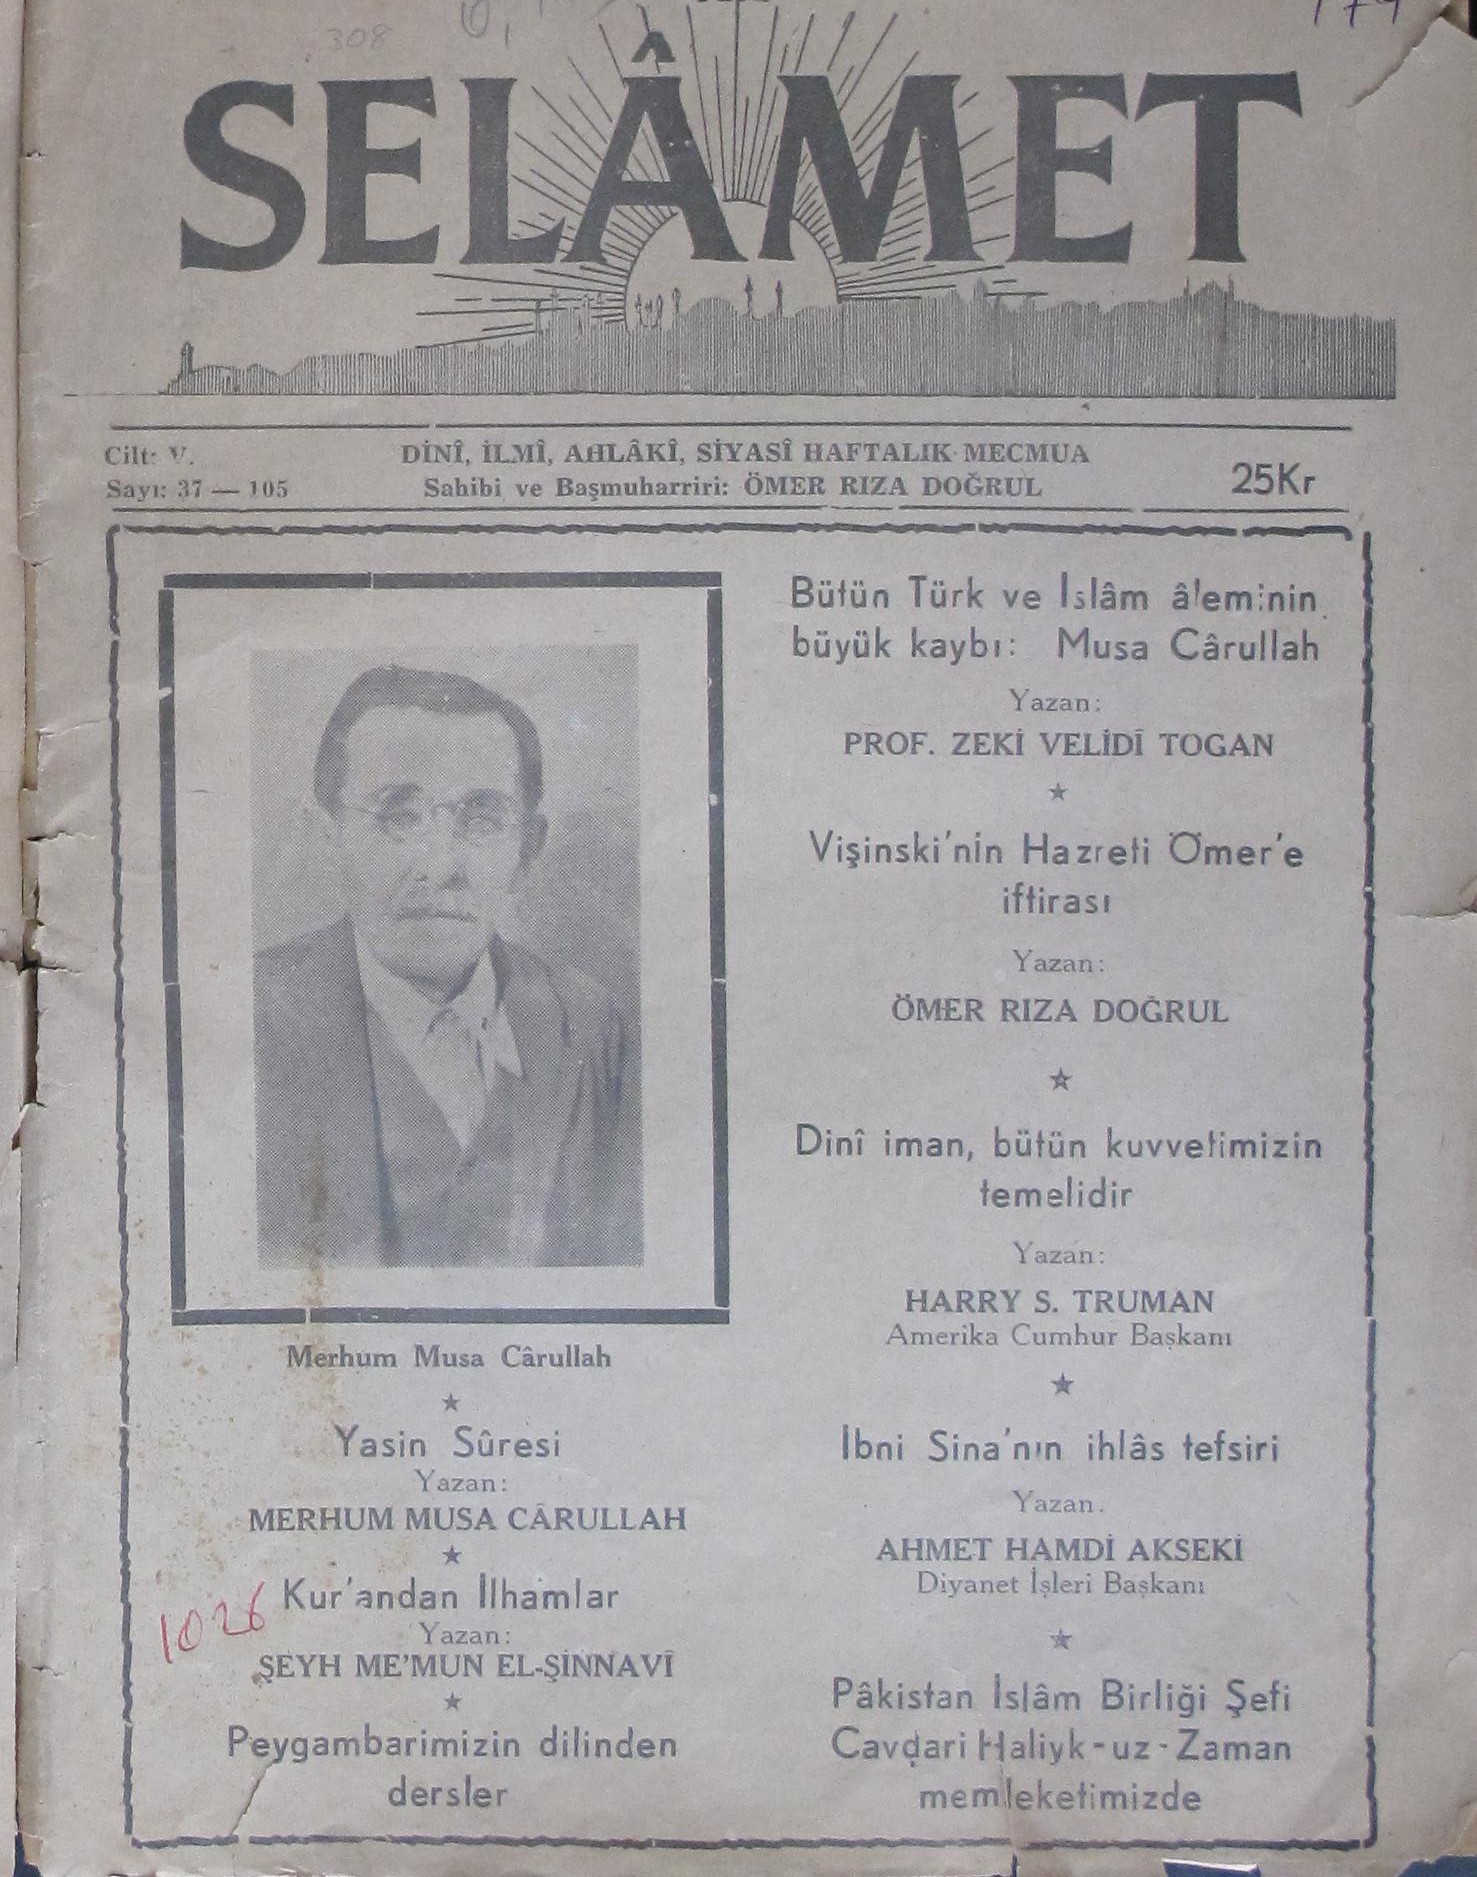 308
SELÂMET
Cilt: V.
Sayı: 37 — 105
DİNÎ, İLMÎ, AHLÂKÎ, SİYASÎ HAFTALIK MECMUA
Sahibi ve Başmuharriri: ÖMER RIZA DOĞRUL
25Kr
Merhum Musa Cârullah
Yasin Sûresi
Yazan:
MERHUM MUSA CÂRULLAH
1026
Kur'andan İlhamlar
Yazan:
ŞEYH ME'MUN EL-ŞİNNAVÎ
Peygambarimizin dilinden
dersler
Bütün Türk ve İslâm âleminin
büyük kaybı: Musa Cârullah
Yazan:
PROF. ZEKİ VELİDÎ TOGAN
Vişinski'nin Hazreti Ömer'e
iftirası
Yazan:
ÖMER RIZA DOĞRUL
Dinî iman, bütün kuvvetimizin
temelidir
Yazan:
HARRY S. TRUMAN
Amerika Cumhur Başkanı
İbni Sina'nın ihlâs tefsiri
Yazan.
AHMET HAMDİ AKSEKİ
Diyanet İşleri Başkanı
Pâkistan İslâm Birliği Şefi
Cavdari Haliyk-uz-Zaman
memleketimizde